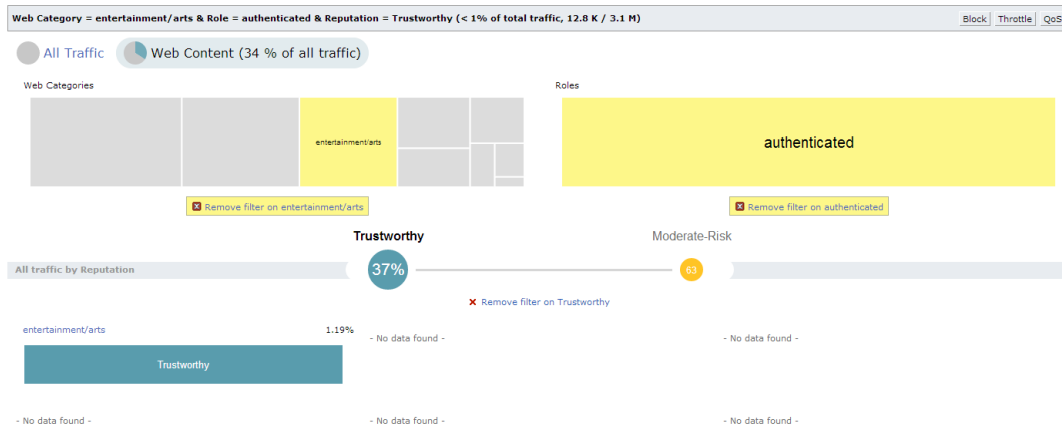 Web Category = entertainment/arts & Role = authenticated & Reputation = Trustworthy (< 1% of total traffic, 12.8 K / 3.1 M)
Block Throttle QoS
All Traffic Web Content (34 % of all traffic)
Web Categories
Roles
entertainment/arts
authenticated
Remove filter on entertainment/arts
Remove filter on authenticated
Trustworthy
Moderate-Risk
All traffic by Reputation
37%
63
Remove filter on Trustworthy
entertainment/arts 1.19%
- No data found -
- No data found -
Trustworthy
- No data found -
- No data found -
- No data found -